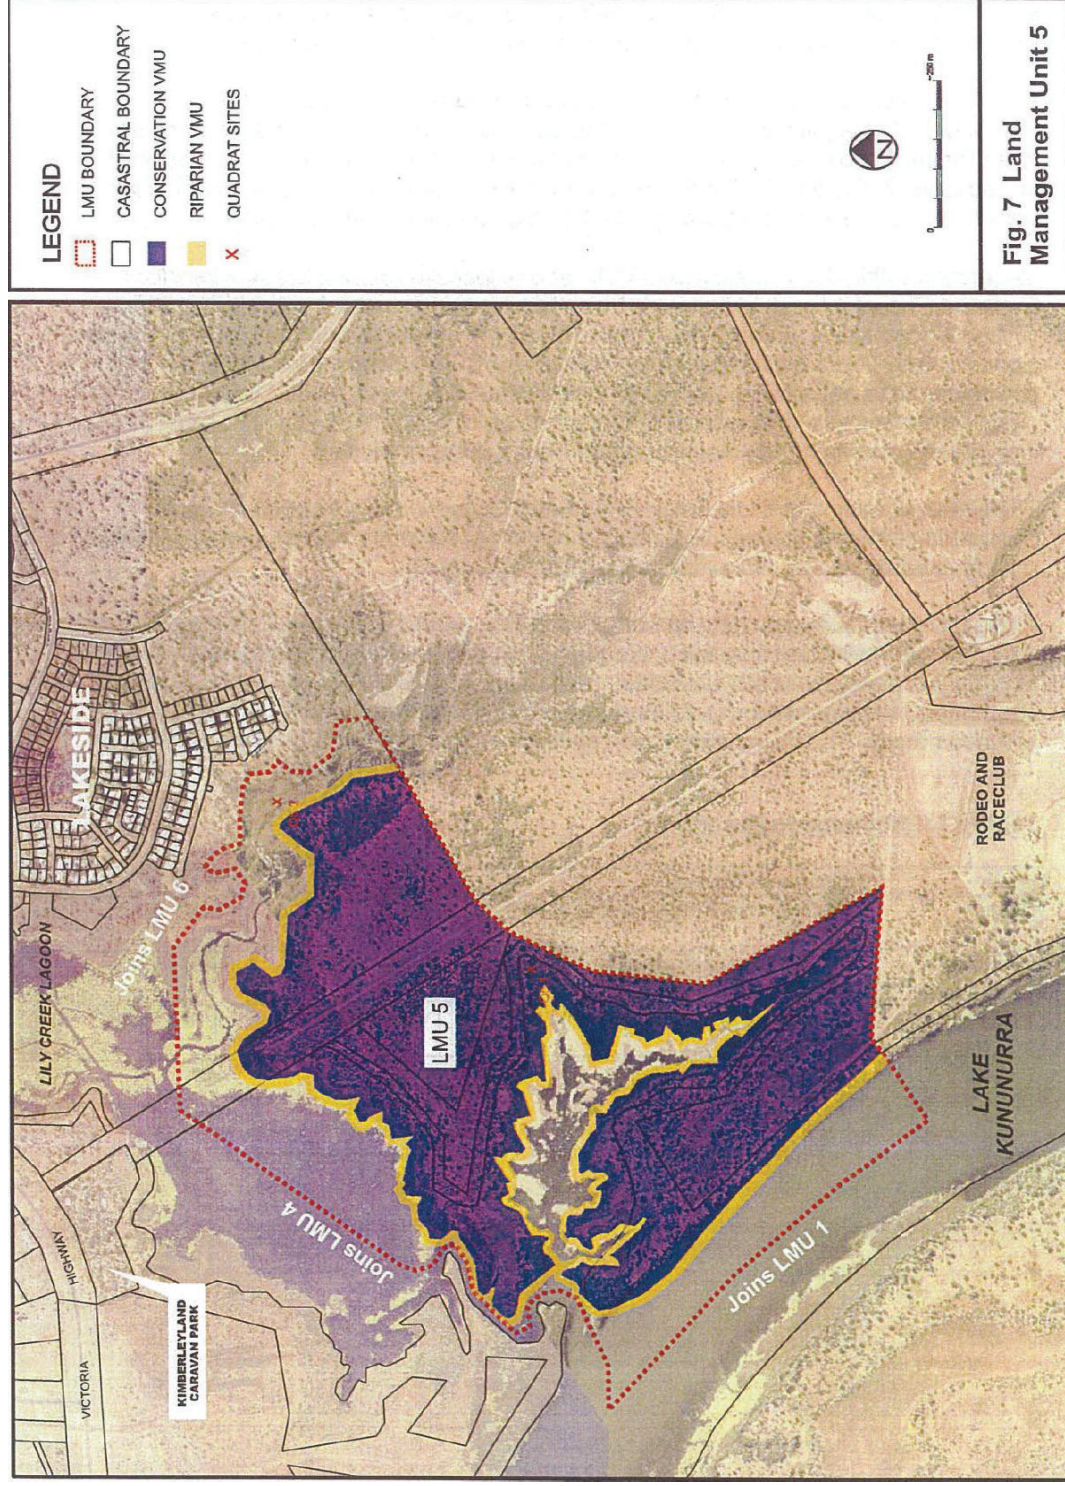 LEGEND
LMU BOUNDARY
CASASTRAL BOUNDARY
CONSERVATION VMU
RIPARIAN VMU
QUADRAT SITES
x
N
0
~250 m
Fig. 7 Land
Management Unit 5
LAKESIDE
LILY CREEK LAGOON
Joins LMU 6
HIGHWAY
VICTORIA
KIMBERLEYLAND
CARAVAN PARK
Joins LMU 4
LMU 5
Joins LMU 1
LAKE
KUNUNURRA
RODEO AND
RACECLUB